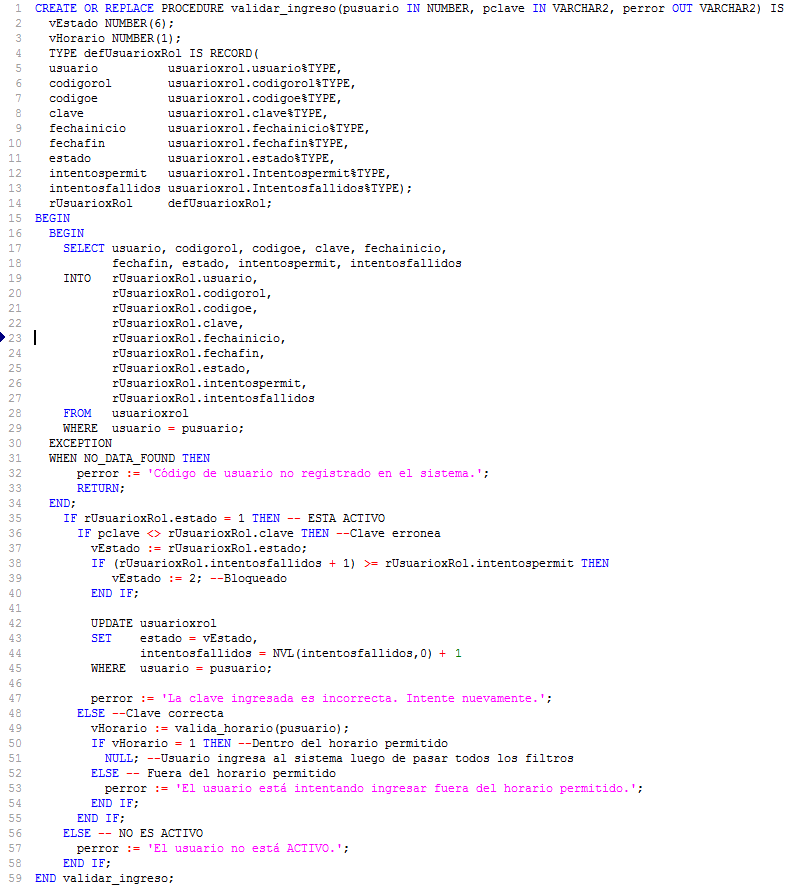 1 CREATE OR REPLACE PROCEDURE validar_ingreso(pusuario IN NUMBER, pclave IN VARCHAR2, perror OUT VARCHAR2) IS
2 vEstado NUMBER(6);
3 vHorario NUMBER(1);
4 TYPE defUsuarioxRol IS RECORD(
5 usuario usuarioxrol.usuario%TYPE,
6 codigorol usuarioxrol.codigorol%TYPE,
7 codigoe usuarioxrol.codigoe%TYPE,
8 clave usuarioxrol.clave%TYPE,
9 fechainicio usuarioxrol.fechainicio%TYPE,
10 fechafin usuarioxrol.fechafin%TYPE,
11 estado usuarioxrol.estado%TYPE,
12 intentospermit usuarioxrol.Intentospermit%TYPE,
13 intentosfallidos usuarioxrol.Intentosfallidos%TYPE);
14 rUsuarioxRol defUsuarioxRol;
15 BEGIN
16 BEGIN
17 SELECT usuario, codigorol, codigoe, clave, fechainicio,
18 fechafin, estado, intentospermit, intentosfallidos
19 INTO rUsuarioxRol.usuario,
20 rUsuarioxRol.codigorol,
21 rUsuarioxRol.codigoe,
22 rUsuarioxRol.clave,
23 rUsuarioxRol.fechainicio,
24 rUsuarioxRol.fechafin,
25 rUsuarioxRol.estado,
26 rUsuarioxRol.intentospermit,
27 rUsuarioxRol.intentosfallidos
28 FROM usuarioxrol
29 WHERE usuario = pusuario;
30 EXCEPTION
31 WHEN NO_DATA_FOUND THEN
32 perror := 'Código de usuario no registrado en el sistema.';
33 RETURN;
34 END;
35 IF rUsuarioxRol.estado = 1 THEN -- ESTA ACTIVO
36 IF pclave <> rUsuarioxRol.clave THEN --Clave erronea
37 vEstado := rUsuarioxRol.estado;
38 IF (rUsuarioxRol.intentosfallidos + 1) >= rUsuarioxRol.intentospermit THEN
39 vEstado := 2; --Bloqueado
40 END IF;
41
42 UPDATE usuarioxrol
43 SET estado = vEstado,
44 intentosfallidos = NVL(intentosfallidos,0) + 1
45 WHERE usuario = pusuario;
46
47 perror := 'La clave ingresada es incorrecta. Intente nuevamente.';
48 ELSE --Clave correcta
49 vHorario := valida_horario(pusuario);
50 IF vHorario = 1 THEN --Dentro del horario permitido
51 NULL; --Usuario ingresa al sistema luego de pasar todos los filtros
52 ELSE -- Fuera del horario permitido
53 perror := 'El usuario está intentando ingresar fuera del horario permitido.';
54 END IF;
55 END IF;
56 ELSE -- NO ES ACTIVO
57 perror := 'El usuario no está ACTIVO.';
58 END IF;
59 END validar_ingreso;